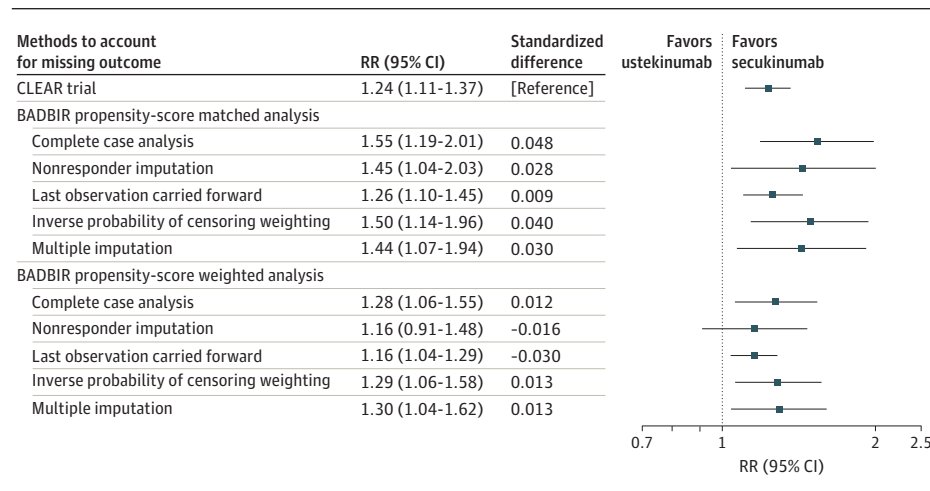 Methods to account
for missing outcome RR (95% CI) Standardized
difference Favors
ustekinumab Favors
secukinumab
CLEAR trial 1.24 (1.11-1.37) [Reference]
BADBIR propensity-score matched analysis
Complete case analysis 1.55 (1.19-2.01) 0.048
Nonresponder imputation 1.45 (1.04-2.03) 0.028
Last observation carried forward 1.26 (1.10-1.45) 0.009
Inverse probability of censoring weighting 1.50 (1.14-1.96) 0.040
Multiple imputation 1.44 (1.07-1.94) 0.030
BADBIR propensity-score weighted analysis
Complete case analysis 1.28 (1.06-1.55) 0.012
Nonresponder imputation 1.16 (0.91-1.48) -0.016
Last observation carried forward 1.16 (1.04-1.29) -0.030
Inverse probability of censoring weighting 1.29 (1.06-1.58) 0.013
Multiple imputation 1.30 (1.04-1.62) 0.013
0.7 1 2 2.5
RR (95% CI)